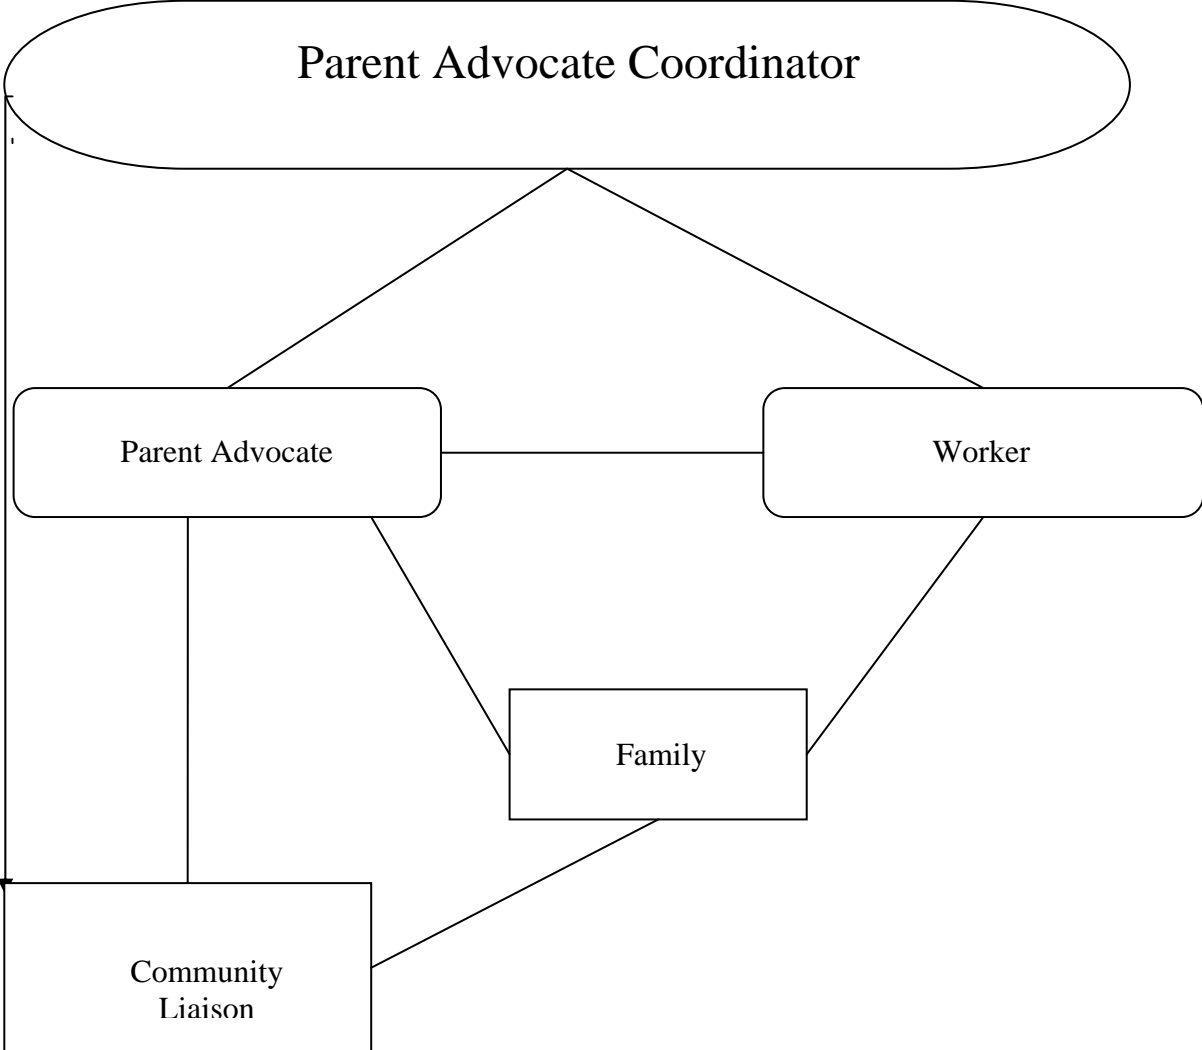 Parent Advocate Coordinator
Parent Advocate
Worker
Family
Community
Liaison